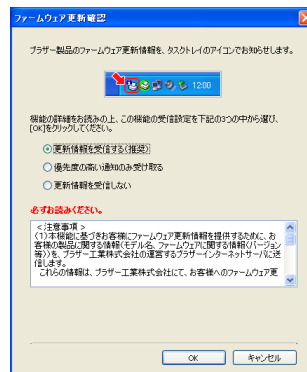 ファームウェア更新確認
ブラザー製品のファームウェア更新情報を、タスクトレイのアイコンでお知らせします。
12:00
機能の詳細をお読みの上、この機能の受信設定を下記の3つの中から選び、
[OK]をクリックしてください。
更新情報を受信する(推奨)
優先度の高い通知のみ受け取る
更新情報を受信しない
必ずお読みください。
<注意事項>
(1)本機能に基づきお客様にファームウェア更新情報を提供するために、お
客様の製品に関する情報(モデル名、ファームウェアに関する情報(バージョン
等))を、ブラザー工業株式会社の運営するブラザーインターネットサーバに送
信します。
これらの情報は、ブラザー工業株式会社にて、お客様へのファームウェア更
OK
キャンセル